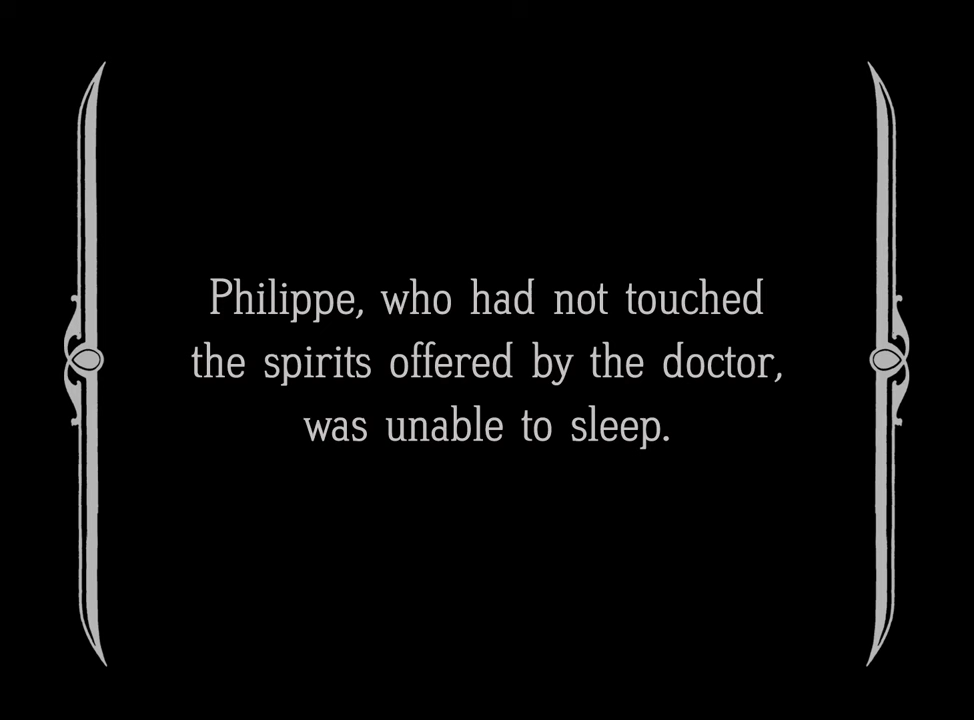 Philippe, who had not touched
the spirits offered by the doctor,
was unable to sleep.